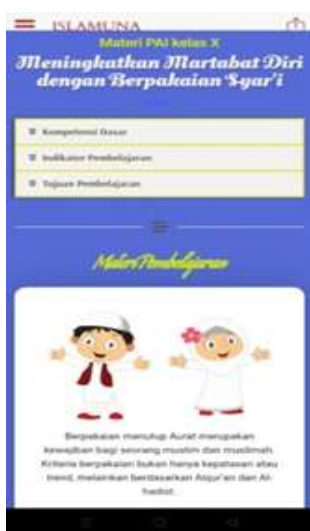 ISLAMUNA
Materi PAI kelas X
Meningkatkan Martabat Diri
dengan Berpakaian Syar'i
Kompetensi Dasar
Indikator Pembelajaran
Tujuan Pembelajaran
Materi Pembelajaran
Berpakaian menutup Aurat merupakan
kewajiban bagi seorang muslim dan muslimah.
Kriteria berpakaian bukan hanya kepatasan atau
trend, melainkan berdasarkan Alqur'an dan Al-
hadist.